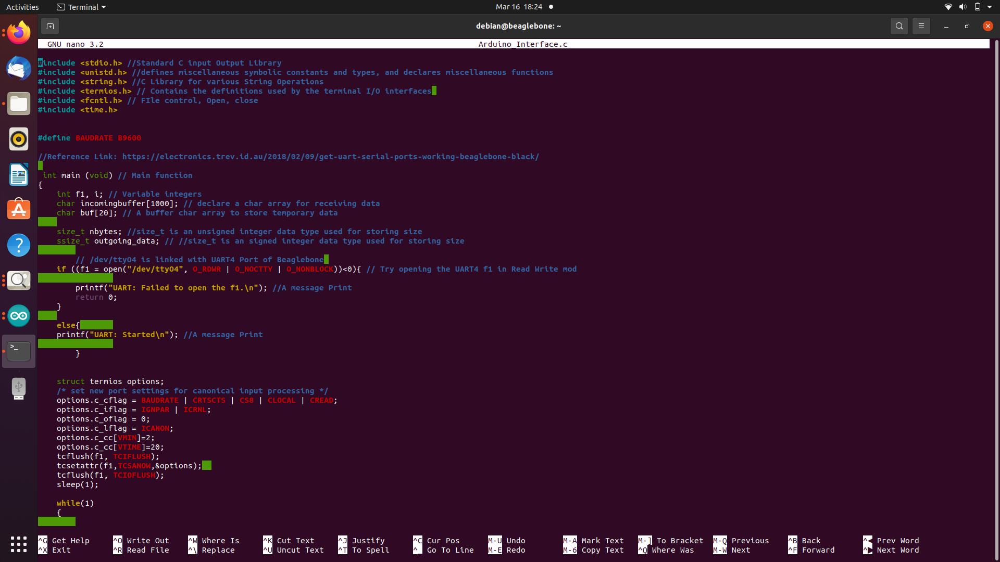 Activities Terminal Mar 16 18:24
debian@beaglebone: ~
GNU nano 3.2 Arduino_Interface.c
#include <stdio.h> //Standard C input Output Library
#include <unistd.h> //defines miscellaneous symbolic constants and types, and declares miscellaneous functions
#include <string.h> //C Library for various String Operations
#include <termios.h> // Contains the definitions used by the terminal I/O interfaces
#include <fcntl.h> // FIle control, Open, close
#include <time.h>
#define BAUDRATE B9600
//Reference Link: https://electronics.trev.id.au/2018/02/09/get-uart-serial-ports-working-beaglebone-black/
int main (void) // Main function
{
int f1, i; // Variable integers
char incomingbuffer[1000]; // declare a char array for receiving data
char buf[20]; // A buffer char array to store temporary data
size_t nbytes; //size_t is an unsigned integer data type used for storing size
ssize_t outgoing_data; // //size_t is an signed integer data type used for storing size
// /dev/ttyO4 is linked with UART4 Port of Beaglebone
if ((f1 = open("/dev/ttyO4", O_RDWR | O_NOCTTY | O_NONBLOCK))<0){ // Try opening the UART4 f1 in Read Write mod
printf("UART: Failed to open the f1.\n"); //A message Print
return 0;
}
else{
printf("UART: Started\n"); //A message Print
}
struct termios options;
/* set new port settings for canonical input processing */
options.c_cflag = BAUDRATE | CRTSCTS | CS8 | CLOCAL | CREAD;
options.c_iflag = IGNPAR | ICRNL;
options.c_oflag = 0;
options.c_lflag = ICANON;
options.c_cc[VMIN]=2;
options.c_cc[VTIME]=20;
tcflush(f1, TCIFLUSH);
tcsetattr(f1,TCSANOW,&options);
tcflush(f1, TCIOFLUSH);
sleep(1);
while(1)
{
^G Get Help ^O Write Out ^W Where Is ^K Cut Text ^J Justify ^C Cur Pos M-U Undo M-A Mark Text M-] To Bracket M-Q Previous ^B Back ^◀ Prev Word
^X Exit ^R Read File ^\ Replace ^U Uncut Text ^T To Spell ^_ Go To Line M-E Redo M-6 Copy Text ^Q Where Was M-W Next ^F Forward ^▶ Next Word